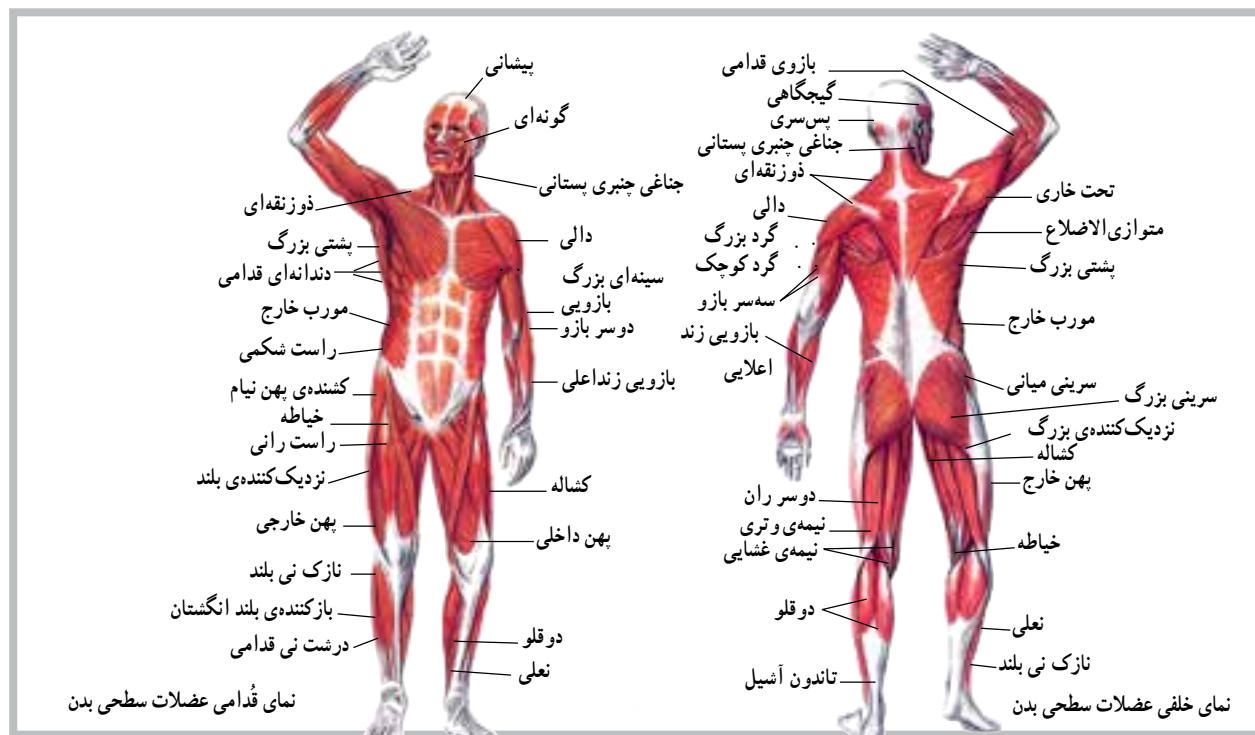 پیشانی
گونه‌ای
جناغی چنبری پستانی
ذوزنقه‌ای
دالی
پشتی بزرگ
دندانه‌ای قدامی
سینه‌ای بزرگ
بازویی
مورب خارج
دوسر بازو
راست شکمی
بازویی زنداعلی
کشنده‌ی پهن نیام
خیاطه
راست رانی
نزدیک‌کننده‌ی بلند
کشاله
پهن خارجی
پهن داخلی
نازک نی بلند
بازکننده‌ی بلند انگشتان
دوقلو
درشت نی قدامی
نعلی
نمای قُدامی عضلات سطحی بدن
بازوی قدامی
گیجگاهی
پس‌سری
جناغی چنبری پستانی
ذوزنقه‌ای
تحت خاری
دالی
متوازی‌الاضلاع
گرد بزرگ
پشتی بزرگ
گرد کوچک
سه‌سر بازو
مورب خارج
بازویی زند
اعلایی
سرینی میانی
سرینی بزرگ
نزدیک‌کننده‌ی بزرگ
کشاله
پهن خارج
دوسر ران
نیمه‌ی وتری
خیاطه
نیمه‌ی غشایی
دوقلو
نعلی
نازک نی بلند
تاندون آشیل
نمای خلفی عضلات سطحی بدن